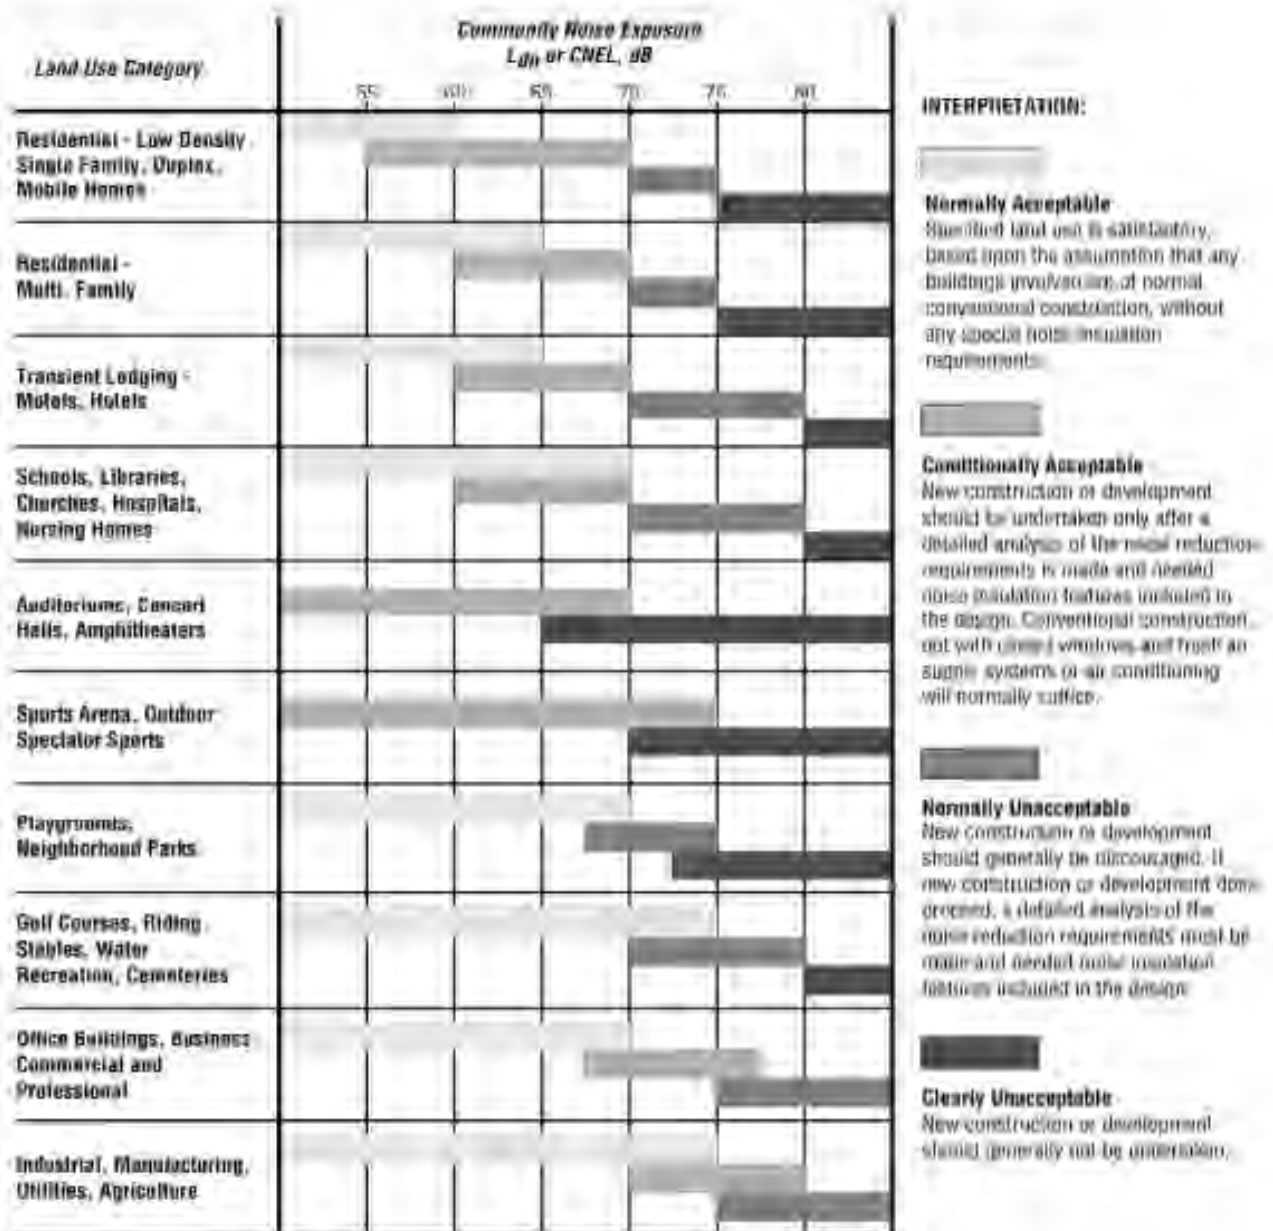 Community Noise Exposure
Ldn or CNEL, dB
Land Use Category
55 60 65 70 75 80
Residential - Low Density
Single Family, Duplex,
Mobile Homes
Residential -
Multi. Family
Transient Lodging -
Motels, Hotels
Schools, Libraries,
Churches, Hospitals,
Nursing Homes
Auditoriums, Concert
Halls, Amphitheaters
Sports Arena, Outdoor
Spectator Sports
Playgrounds,
Neighborhood Parks
Golf Courses, Riding
Stables, Water
Recreation, Cemeteries
Office Buildings, Business
Commercial and
Professional
Industrial, Manufacturing,
Utilities, Agriculture
INTERPRETATION:
Normally Acceptable
Specified land use is satisfactory,
based upon the assumption that any
buildings involved are of normal
conventional construction, without
any special noise insulation
requirements.
Conditionally Acceptable
New construction or development
should be undertaken only after a
detailed analysis of the noise reduction
requirements is made and needed
noise insulation features included in
the design. Conventional construction,
but with closed windows and fresh air
supply systems or air conditioning
will normally suffice.
Normally Unacceptable
New construction or development
should generally be discouraged. If
new construction or development does
proceed, a detailed analysis of the
noise reduction requirements must be
made and needed noise insulation
features included in the design.
Clearly Unacceptable
New construction or development
should generally not be undertaken.